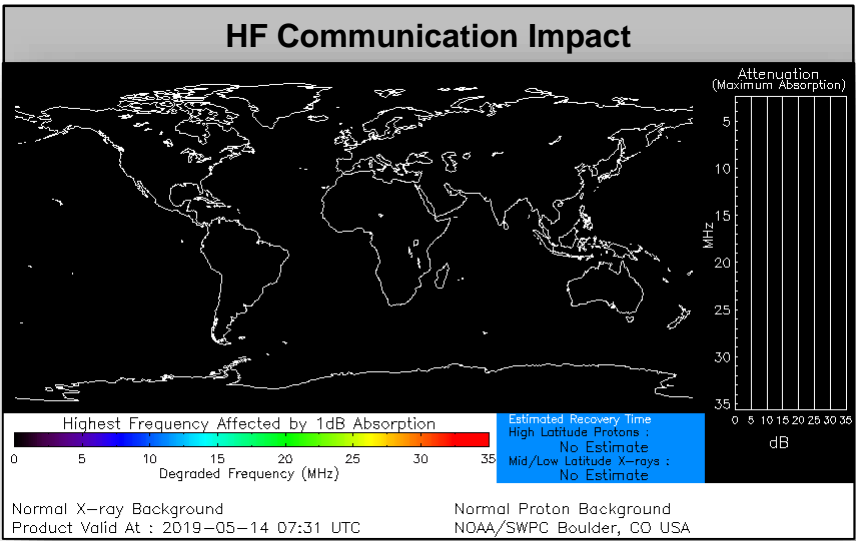 HF Communication Impact
Attenuation
(Maximum Absorption)
5
10
15
20
25
30
35
MHz
0 5 10 15 20 25 30 35
dB
Highest Frequency Affected by 1dB Absorption
0 5 10 15 20 25 30 35
Degraded Frequency (MHz)
Estimated Recovery Time
High Latitude Protons :
No Estimate
Mid/Low Latitude X-rays :
No Estimate
Normal X-ray Background
Normal Proton Background
Product Valid At : 2019-05-14 07:31 UTC
NOAA/SWPC Boulder, CO USA